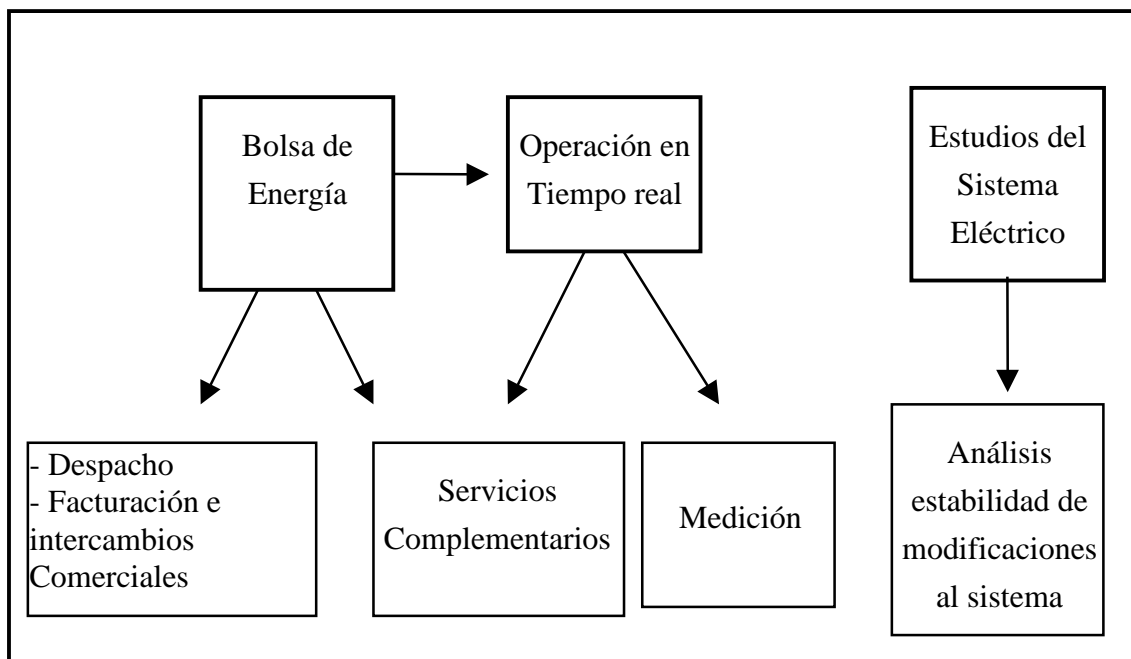 Bolsa de
Energía
Operación en
Tiempo real
Estudios del
Sistema
Eléctrico
- Despacho
- Facturación e
intercambios
Comerciales
Servicios
Complementarios
Medición
Análisis
estabilidad de
modificaciones
al sistema